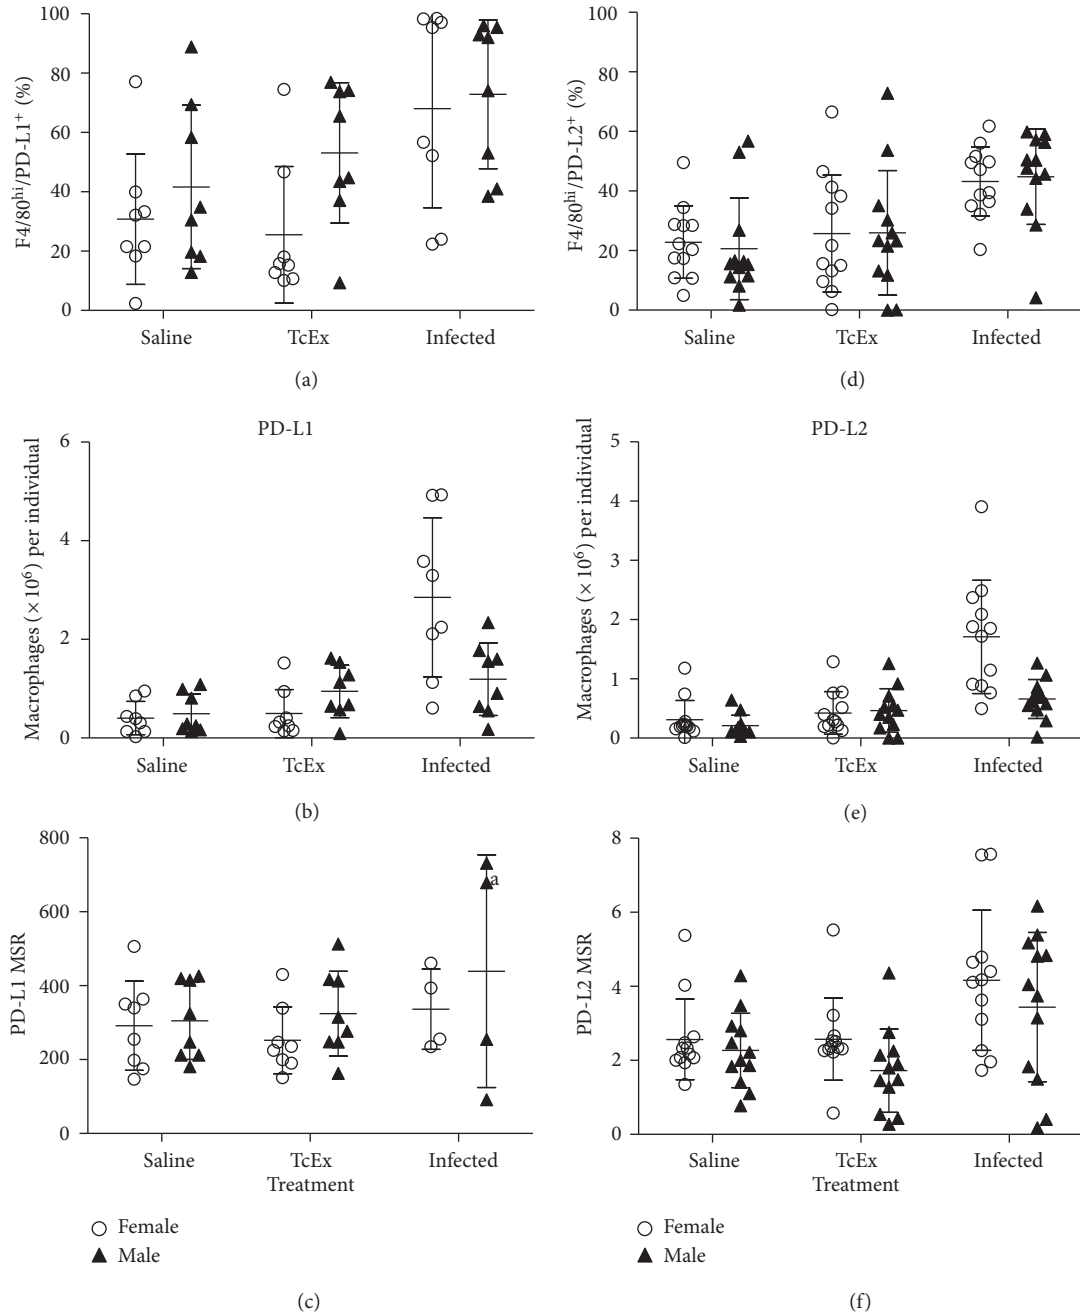 100
80
60
40
20
0
F4/80^hi/PD-L1^+ (%)
Saline
TcEx
Infected
(a)
PD-L1
6
4
2
0
Macrophages (×10⁶) per individual
Saline
TcEx
Infected
(b)
800
600
400
200
0
PD-L1 MSR
a
Saline
TcEx
Infected
Treatment
Female
Male
(c)
100
80
60
40
20
0
F4/80^hi/PD-L2^+ (%)
Saline
TcEx
Infected
(d)
PD-L2
5
4
3
2
1
0
Macrophages (×10⁶) per individual
Saline
TcEx
Infected
(e)
8
6
4
2
0
PD-L2 MSR
Saline
TcEx
Infected
Treatment
Female
Male
(f)